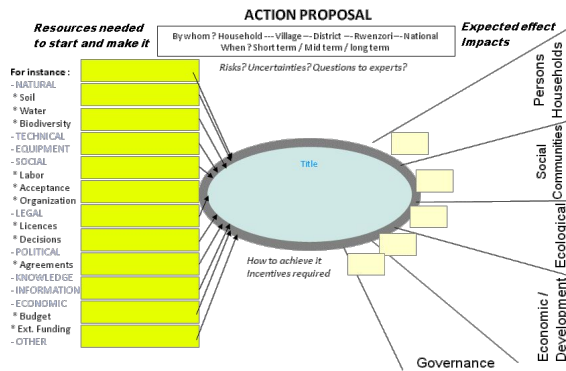 ACTION PROPOSAL
Resources needed
to start and make it
By whom ? Household --- Village --- District --- Rwenzori--- National
When ? Short term / Mid term / long term
Expected effect
Impacts
Risks? Uncertainties? Questions to experts?
For instance :
- NATURAL
* Soil
* Water
* Biodiversity
- TECHNICAL
- EQUIPMENT
- SOCIAL
* Labor
* Acceptance
* Organization
- LEGAL
* Licences
* Decisions
- POLITICAL
* Agreements
- KNOWLEDGE
- INFORMATION
- ECONOMIC
* Budget
* Ext. Funding
- OTHER
Title
How to achieve it
Incentives required
Persons
Households
Social
Communities
Ecological
Economic /
Development /
Governance